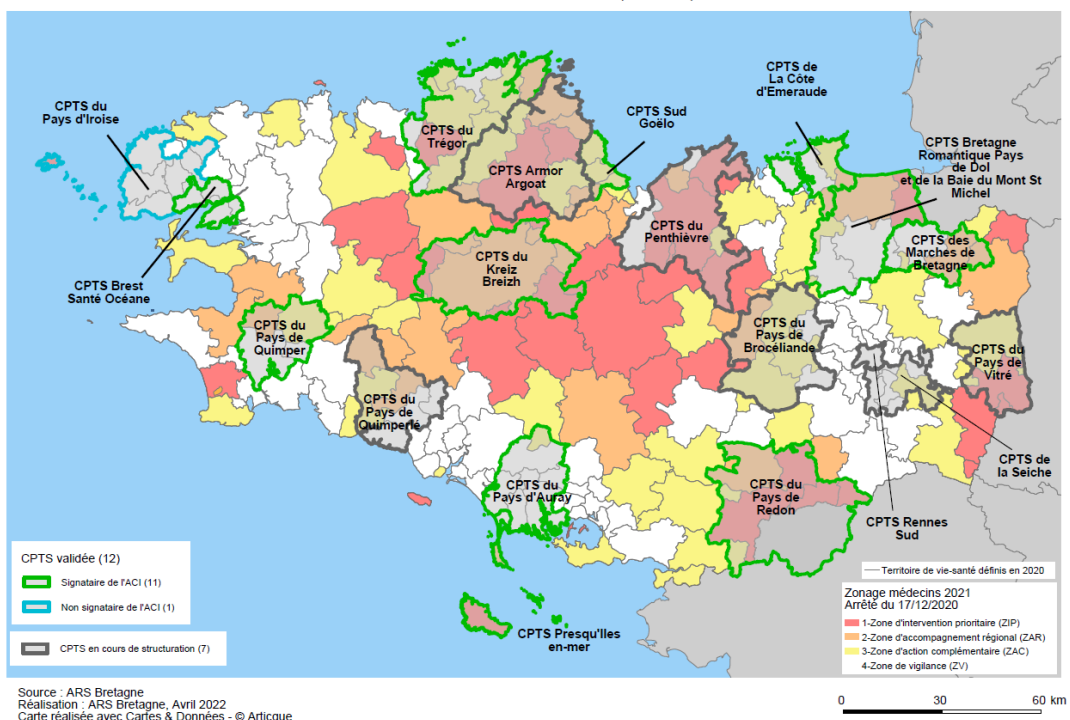 CPTS de
La Côte
d'Emeraude
CPTS du
Pays d'Iroise
CPTS Sud
Goëlo
CPTS du
Trégor
CPTS Bretagne
Romantique Pays
de Dol
et de la Baie du Mont St
Michel
CPTS Armor
Argoat
CPTS du
Penthièvre
CPTS des
Marches de
Bretagne
CPTS du
Kreiz
Breizh
CPTS Brest
Santé Océane
CPTS du
Pays de
Quimper
CPTS du
Pays de
Brocéliande
CPTS du
Pays de
Vitré
CPTS du
Pays de
Quimperlé
CPTS de
la Seiche
CPTS du
Pays d'Auray
CPTS du
Pays de
Redon
CPTS Rennes
Sud
CPTS Presqu'Iles
en-mer
CPTS validée (12)
Signataire de l'ACI (11)
Non signataire de l'ACI (1)
CPTS en cours de structuration (7)
Territoire de vie-santé définis en 2020
Zonage médecins 2021
Arrêté du 17/12/2020
1-Zone d'intervention prioritaire (ZIP)
2-Zone d'accompagnement régional (ZAR)
3-Zone d'action complémentaire (ZAC)
4-Zone de vigilance (ZV)
Source : ARS Bretagne
Réalisation : ARS Bretagne, Avril 2022
Carte réalisée avec Cartes & Données - © Articque
0 30 60 km